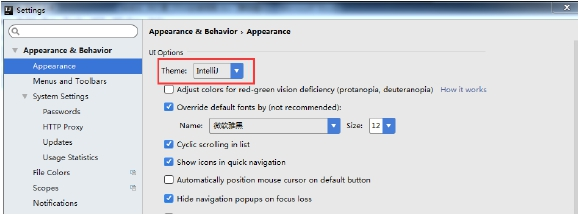 Settings
Appearance & Behavior
Appearance
Menus and Toolbars
System Settings
Passwords
HTTP Proxy
Updates
Usage Statistics
File Colors
Scopes
Notifications
Appearance & Behavior › Appearance
UI Options
Theme: IntelliJ
Adjust colors for red-green vision deficiency (protanopia, deuteranopia) How it works
Override default fonts by (not recommended):
Name: 微软雅黑 Size: 12
Cyclic scrolling in list
Show icons in quick navigation
Automatically position mouse cursor on default button
Hide navigation popups on focus loss